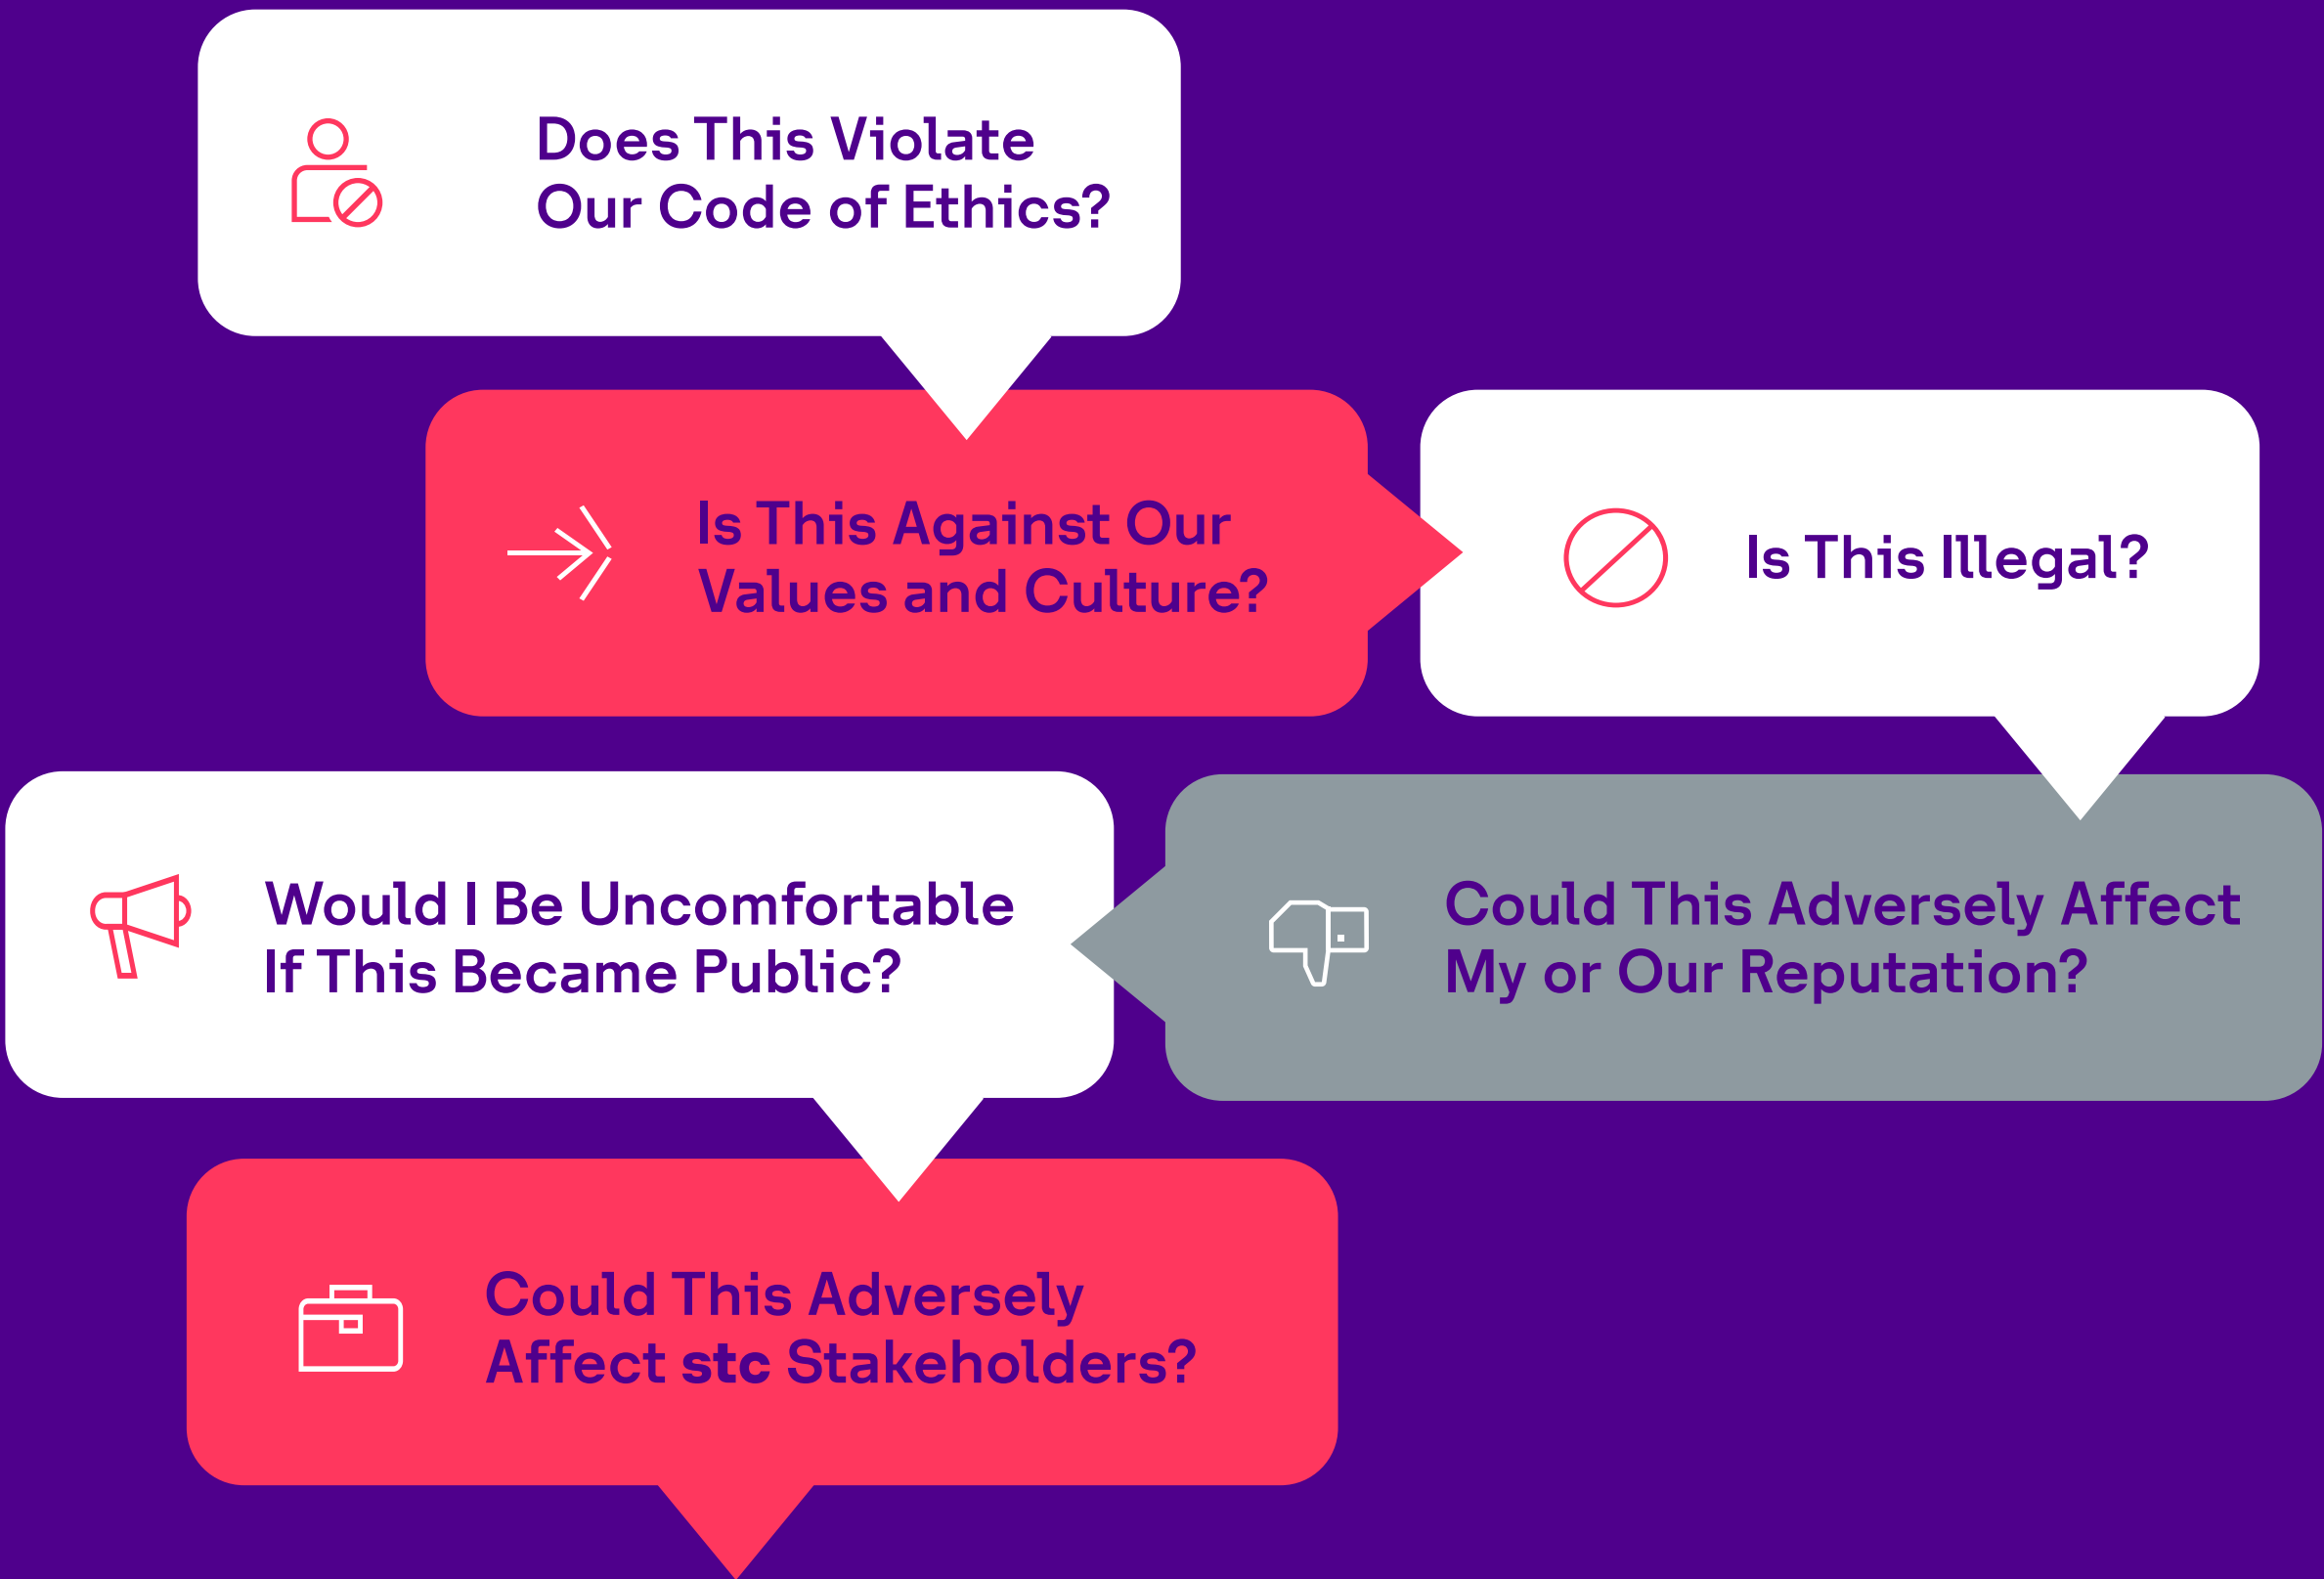 Does This Violate
Our Code of Ethics?
Is This Against Our
Values and Culture?
Is This Illegal?
Could This Adversely Affect
My or Our Reputation?
Would I Be Uncomfortable
If This Became Public?
Could This Adversely
Affect stc Stakeholders?